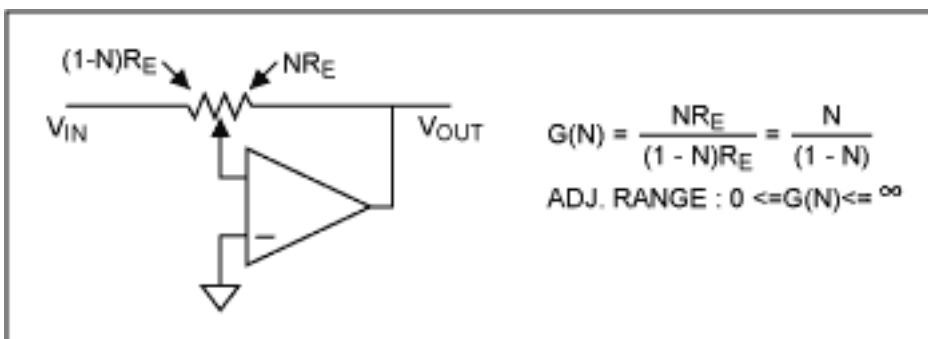 (1-N)RE
NRE
VIN
VOUT
−
G(N) = NRE / (1 - N)RE = N / (1 - N)
ADJ. RANGE : 0 <=G(N)<= ∞